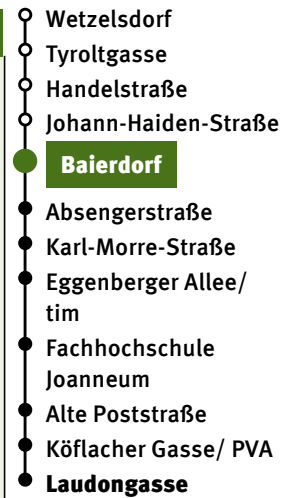 Wetzelsdorf
Tyroltgasse
Handelstraße
Johann-Haiden-Straße
Baierdorf
Absengerstraße
Karl-Morre-Straße
Eggenberger Allee/
tim
Fachhochschule
Joanneum
Alte Poststraße
Köflacher Gasse/ PVA
Laudongasse